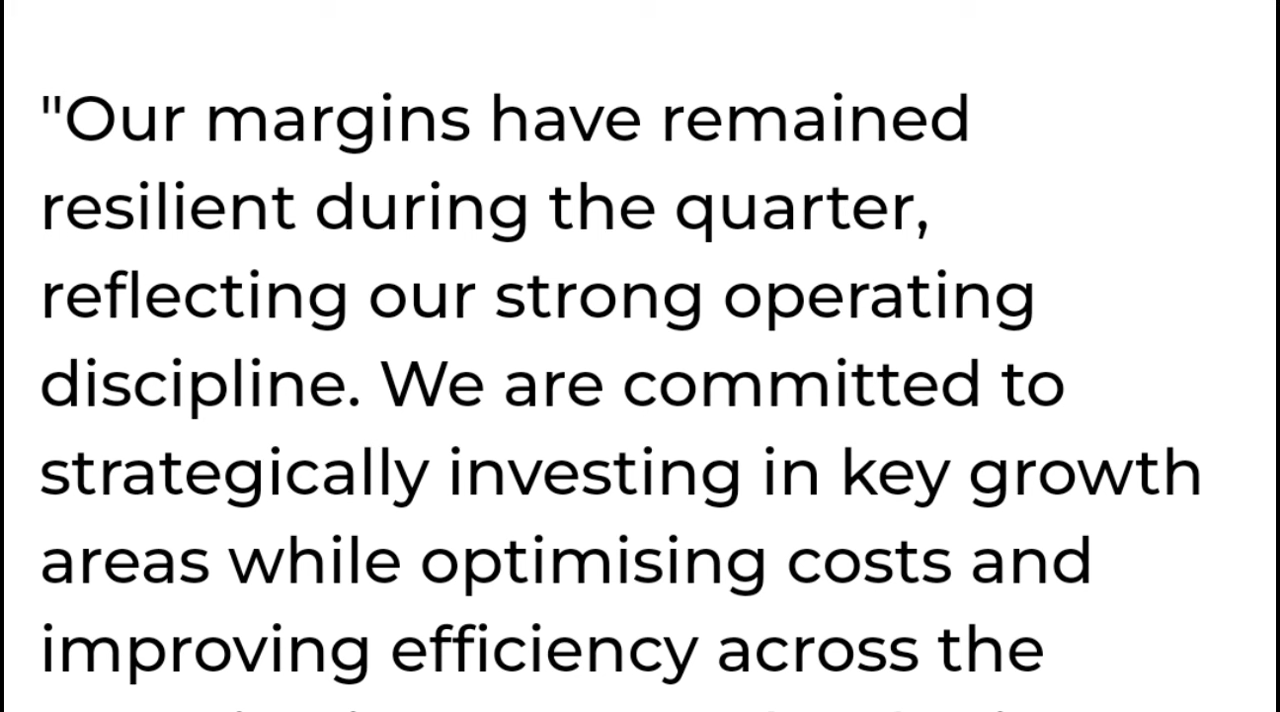 "Our margins have remained
resilient during the quarter,
reflecting our strong operating
discipline. We are committed to
strategically investing in key growth
areas while optimising costs and
improving efficiency across the